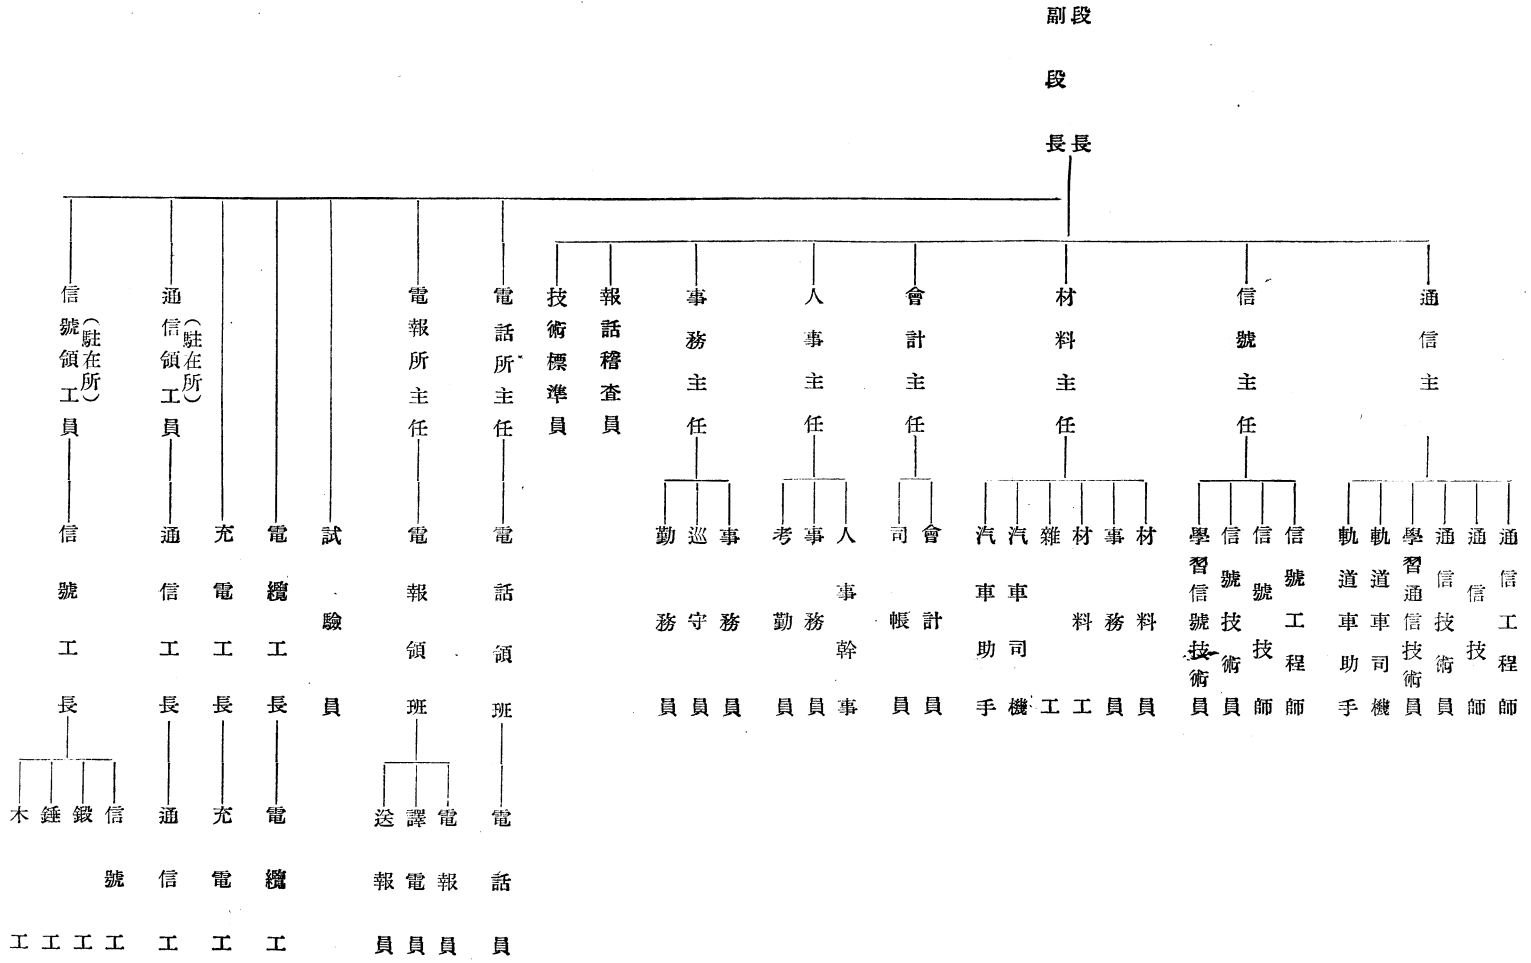 段長
副段長
通信主
信號主任
材料主任
會計主任
人事主任
事務主任
報話稽查員
技術標準員
電話所主任
電報所主任
通信領工員
(駐在所)
信號領工員
(駐在所)
通信工程師
通信技師
通信技術員
學習通信技術員
軌道車司機
軌道車助手
信號工程師
信號技師
信號技術員
學習信號技術員
材料員
事務員
材料工
雜工
汽車司機
汽車助手
會計員
司帳員
人事幹事
事務員
考勤員
事務員
巡守員
勤務員
電話領班
電報領班
試驗員
電纜工長
充電工長
通信工長
信號工長
電話員
電報員
譯電員
送報員
電纜工
充電工
通信工
信號工
鍛工
錘工
木工